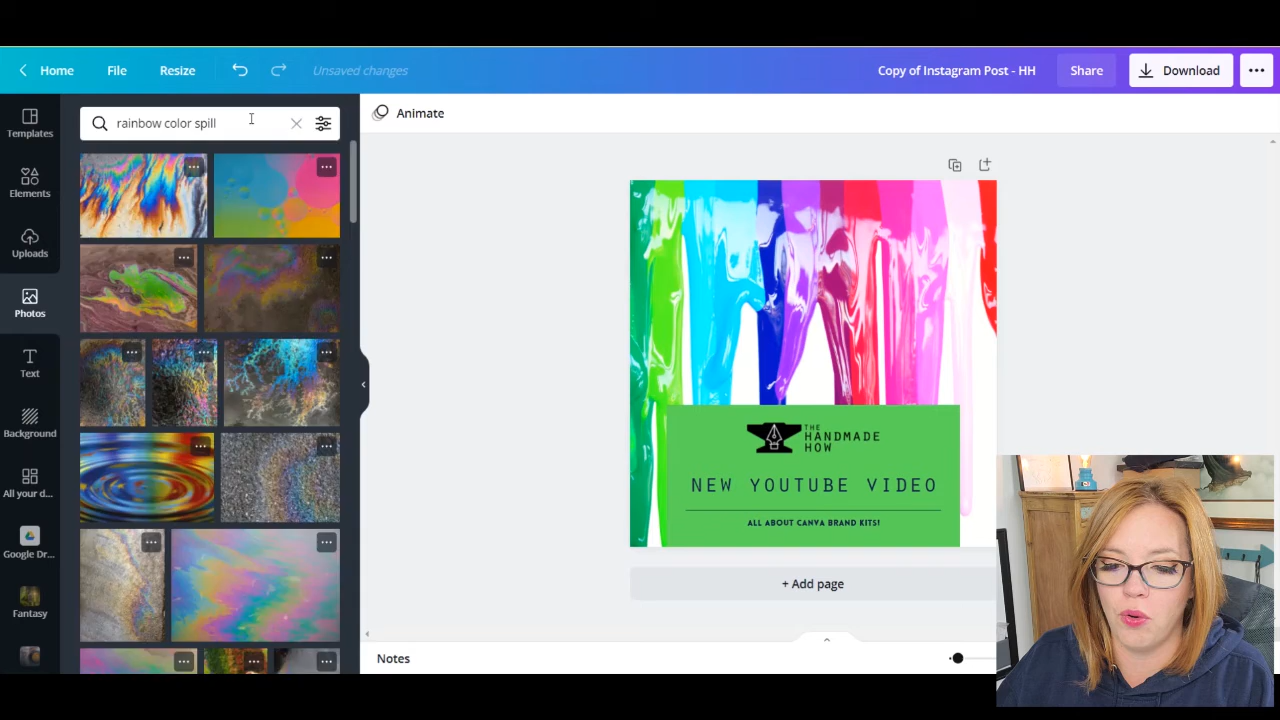 Home
File
Resize
Unsaved changes
Copy of Instagram Post - HH
Share
Download
Templates
Elements
Uploads
Photos
Text
Background
All your d...
Google Dr...
Fantasy
rainbow color spill
Animate
THE
HANDMADE
HOW
NEW YOUTUBE VIDEO
ALL ABOUT CANVA BRAND KITS!
+ Add page
Notes